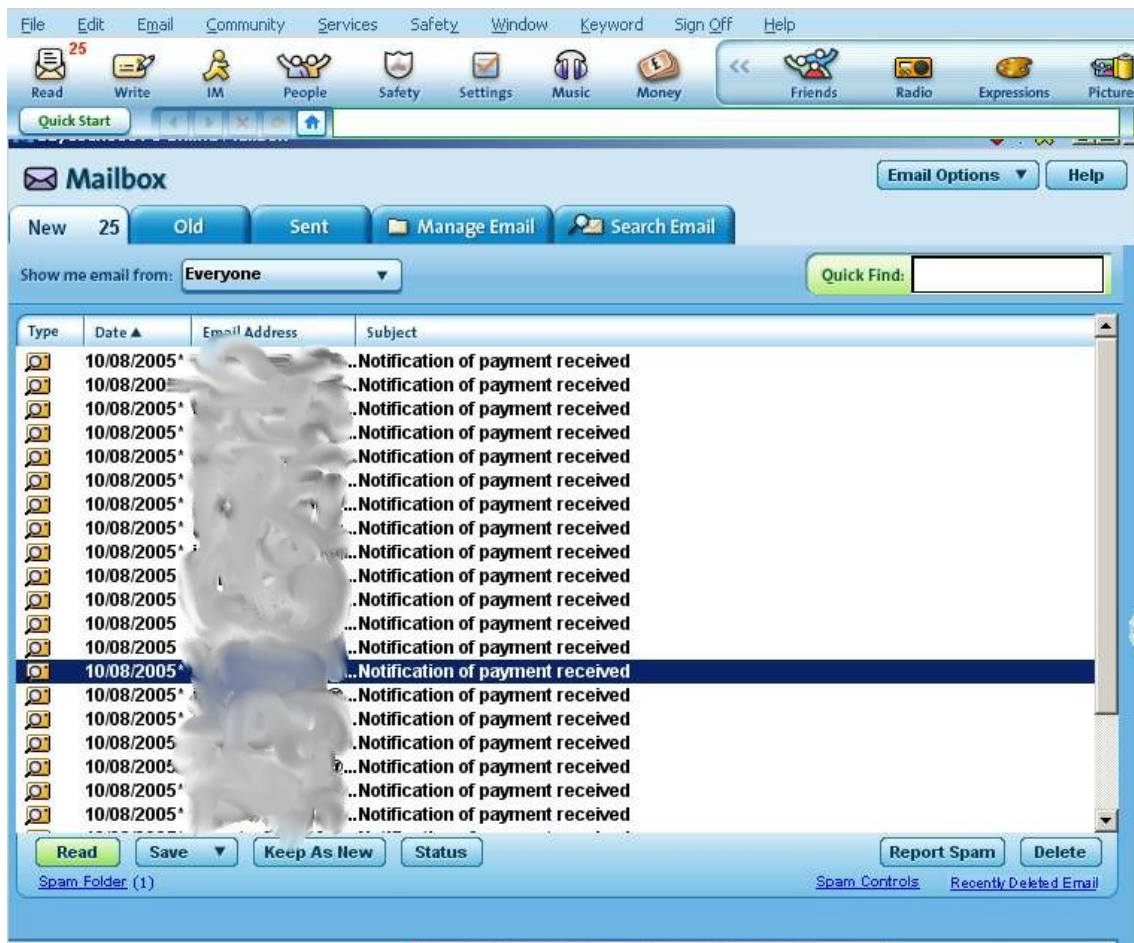 File Edit Email Community Services Safety Window Keyword Sign Off Help
25
Read Write IM People Safety Settings Music Money << Friends Radio Expressions Picture
Quick Start
Mailbox Email Options Help
New 25 Old Sent Manage Email Search Email
Show me email from: Everyone Quick Find:
Type Date Email Address Subject
10/08/2005* ...Notification of payment received
10/08/200 ..Notification of payment received
10/08/2005* ..Notification of payment received
10/08/2005* ..Notification of payment received
10/08/2005* ..Notification of payment received
10/08/2005* ..Notification of payment received
10/08/2005* ...Notification of payment received
10/08/2005* ..Notification of payment received
10/08/2005* ...Notification of payment received
10/08/2005 ..Notification of payment received
10/08/2005 .Notification of payment received
10/08/2005 ...Notification of payment received
10/08/2005 ..Notification of payment received
10/08/2005* ...Notification of payment received
10/08/2005* ...Notification of payment received
10/08/2005* ..Notification of payment received
10/08/2005 .Notification of payment received
10/08/2005 ...Notification of payment received
10/08/2005* ..Notification of payment received
10/08/2005* ..Notification of payment received
Read Save Keep As New Status Report Spam Delete
Spam Folder (1) Spam Controls Recently Deleted Email